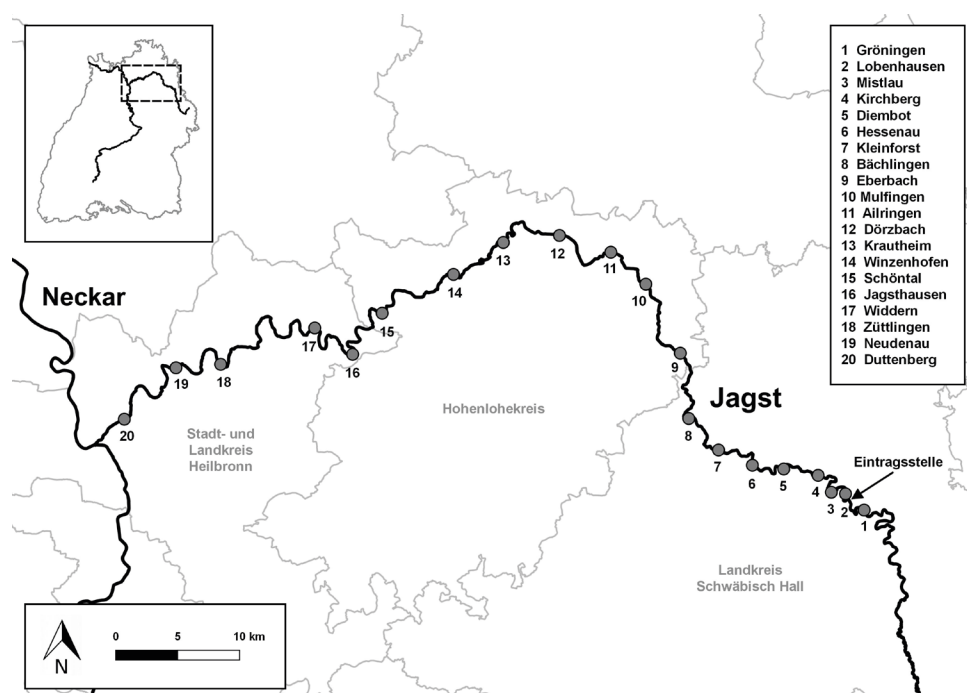 1 Gröningen
2 Lobenhausen
3 Mistlau
4 Kirchberg
5 Diembot
6 Hessenau
7 Kleinforst
8 Bächlingen
9 Eberbach
10 Mulfingen
11 Ailringen
12 Dörzbach
13 Krautheim
14 Winzenhofen
15 Schöntal
16 Jagsthausen
17 Widdern
18 Züttlingen
19 Neudenau
20 Duttenberg
Neckar
13
12
11
14
10
15
17
16
9
19
18
Jagst
Hohenlohekreis
20
8
Stadt- und
Landkreis
Heilbronn
7
6
5
4
3
2
1
Eintragsstelle
Landkreis
Schwäbisch Hall
N
0 5 10 km